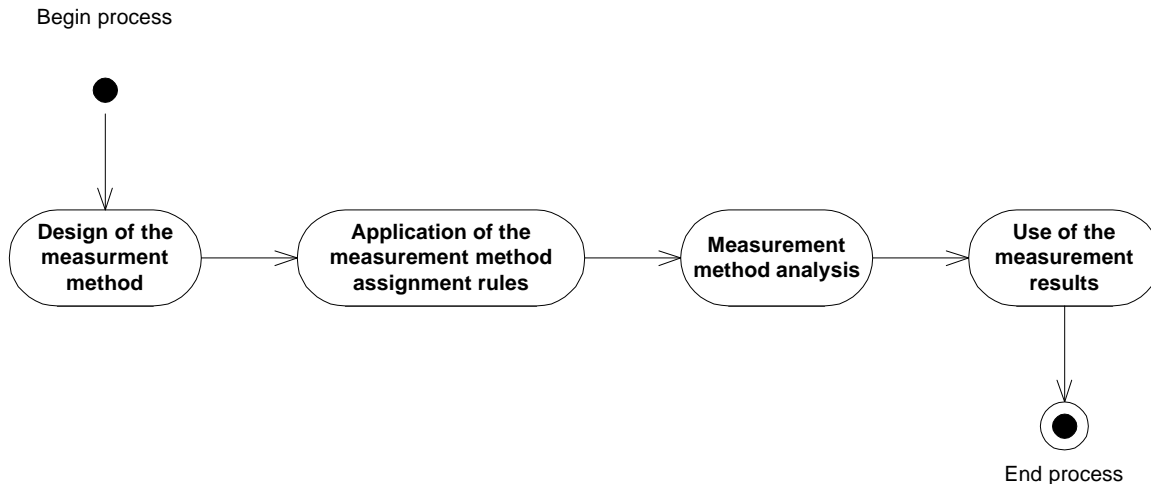 Begin process
Design of the
measurment
method
Application of the
measurement method
assignment rules
Measurement
method analysis
Use of the
measurement
results
End process